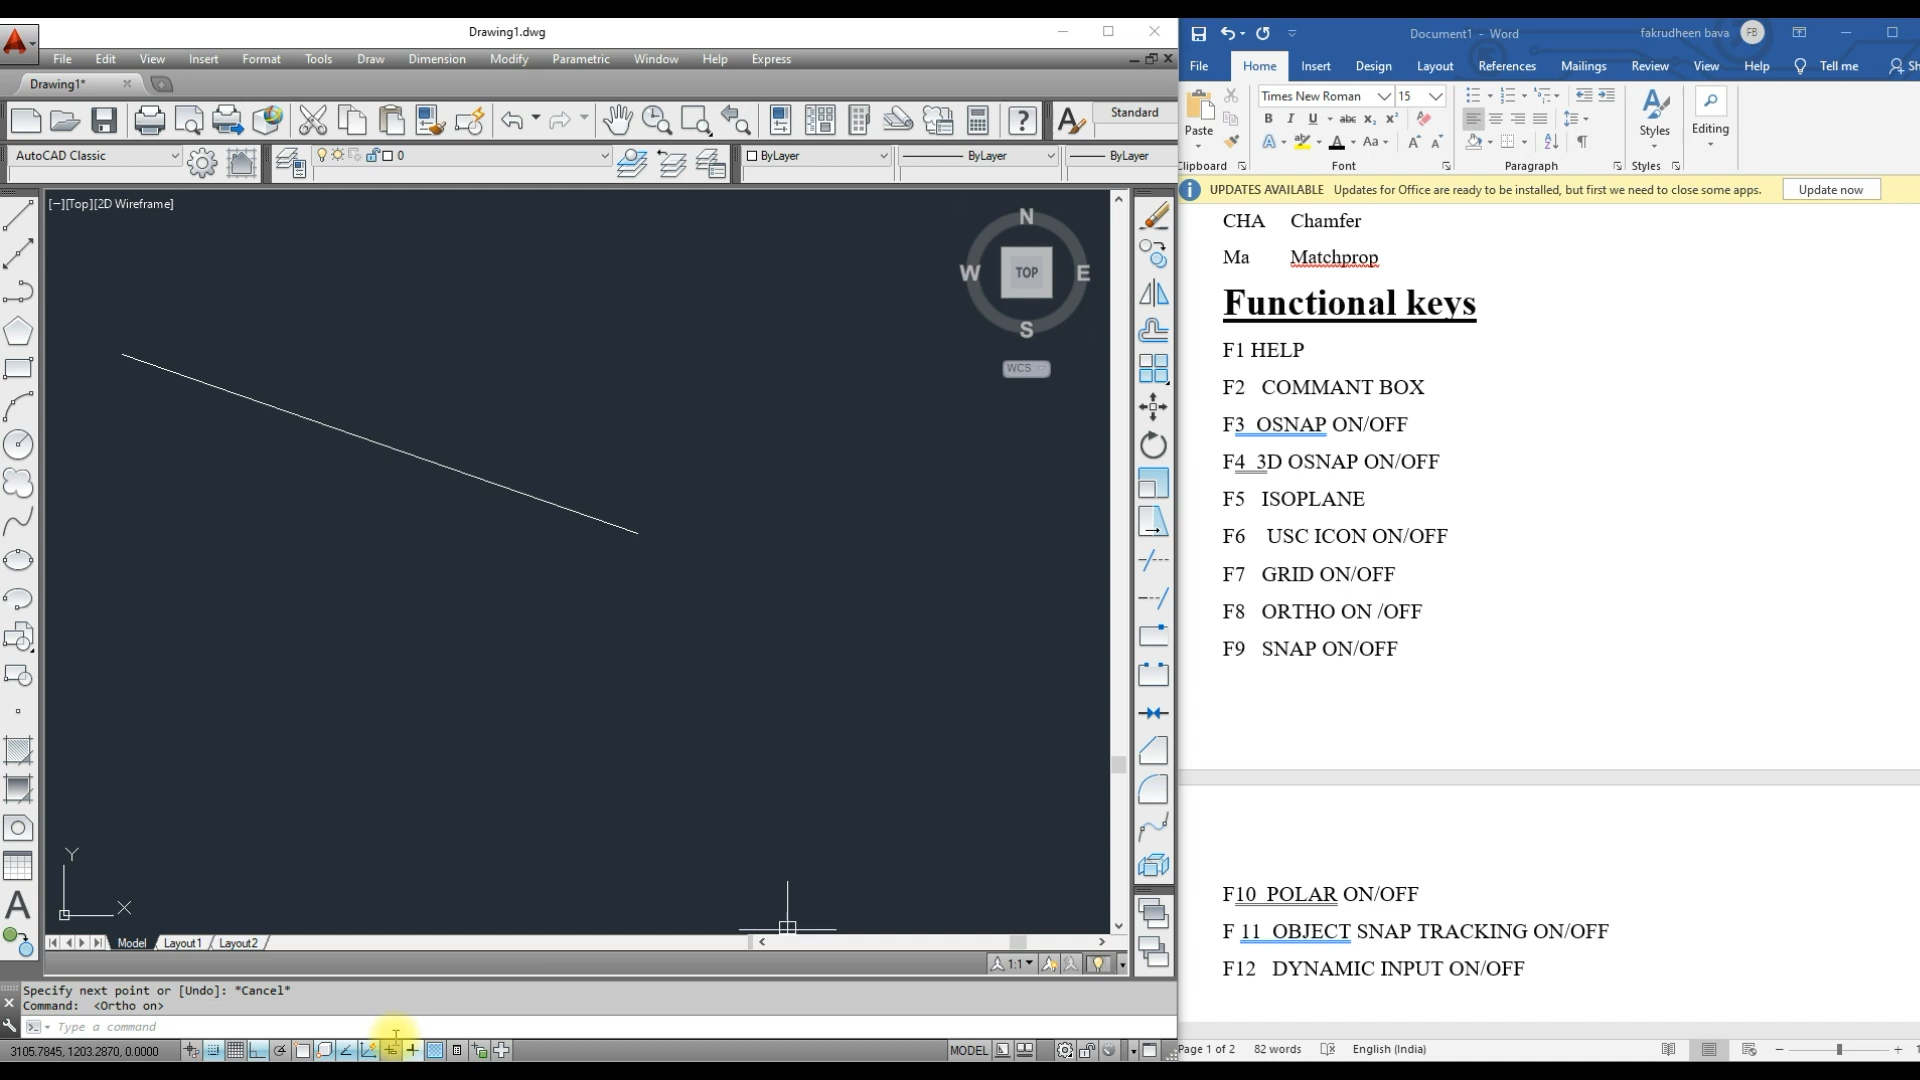 Drawing1.dwg
File Edit View Insert Format Tools Draw Dimension Modify Parametric Window Help Express
Drawing1*
Standard
AutoCAD Classic
0
ByLayer
ByLayer
ByLayer
[−][Top][2D Wireframe]
N
W TOP E
S
WCS
Y
X
Model Layout1 Layout2
1:1
Specify next point or [Undo]: *Cancel*
Command: <Ortho on>
Type a command
3105.7845, 1203.2870, 0.0000
MODEL
Document1 - Word
fakrudheen bava FB
File Home Insert Design Layout References Mailings Review View Help Tell me Sh
Times New Roman 15
Paste
Styles
Editing
Clipboard Font Paragraph Styles
UPDATES AVAILABLE Updates for Office are ready to be installed, but first we need to close some apps. Update now
CHA Chamfer
Ma Matchprop
Functional keys
F1 HELP
F2 COMMANT BOX
F3 OSNAP ON/OFF
F4 3D OSNAP ON/OFF
F5 ISOPLANE
F6 USC ICON ON/OFF
F7 GRID ON/OFF
F8 ORTHO ON /OFF
F9 SNAP ON/OFF
F10 POLAR ON/OFF
F 11 OBJECT SNAP TRACKING ON/OFF
F12 DYNAMIC INPUT ON/OFF
Page 1 of 2 82 words English (India)